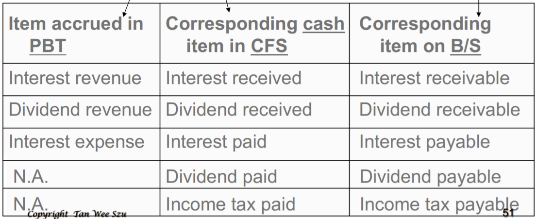 Item accrued in PBT Corresponding cash item in CFS Corresponding item on B/S
Interest revenue Interest received Interest receivable
Dividend revenue Dividend received Dividend receivable
Interest expense Interest paid Interest payable
N.A. Dividend paid Dividend payable
N.A. Income tax paid Income tax payable
Copyright Tan Wee Szu 51